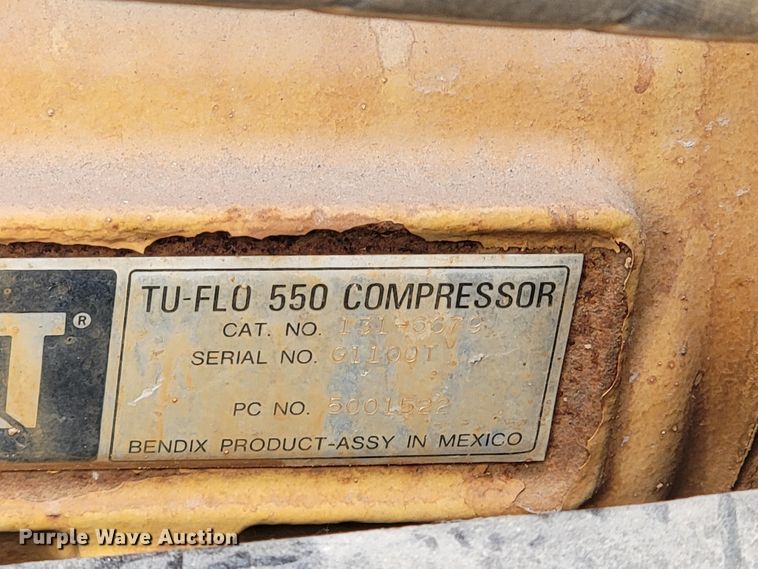 T®
TU-FLO 550 COMPRESSOR
CAT. NO.
SERIAL NO. G1100T
PC NO. 5001522
BENDIX PRODUCT-ASSY IN MEXICO
Purple Wave Auction